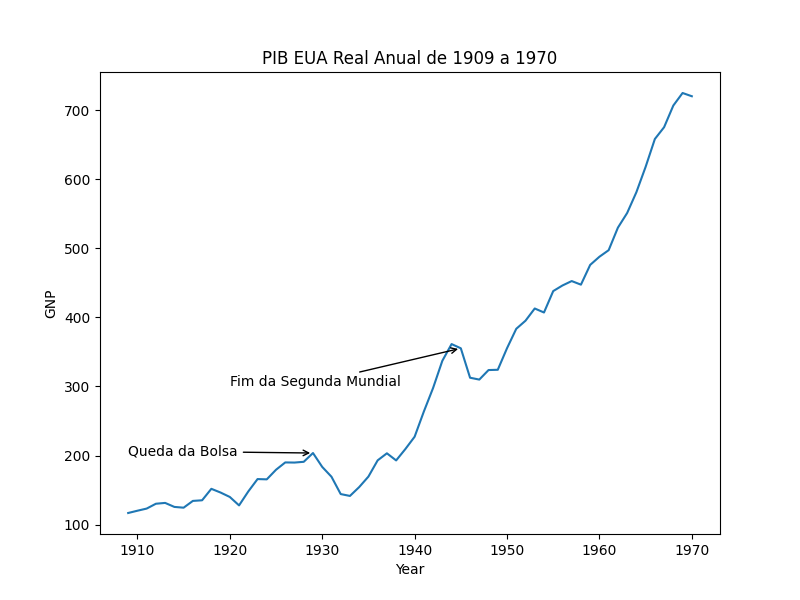 PIB EUA Real Anual de 1909 a 1970
700
600
500
400
300
200
100
GNP
Fim da Segunda Mundial
Queda da Bolsa
1910 1920 1930 1940 1950 1960 1970
Year